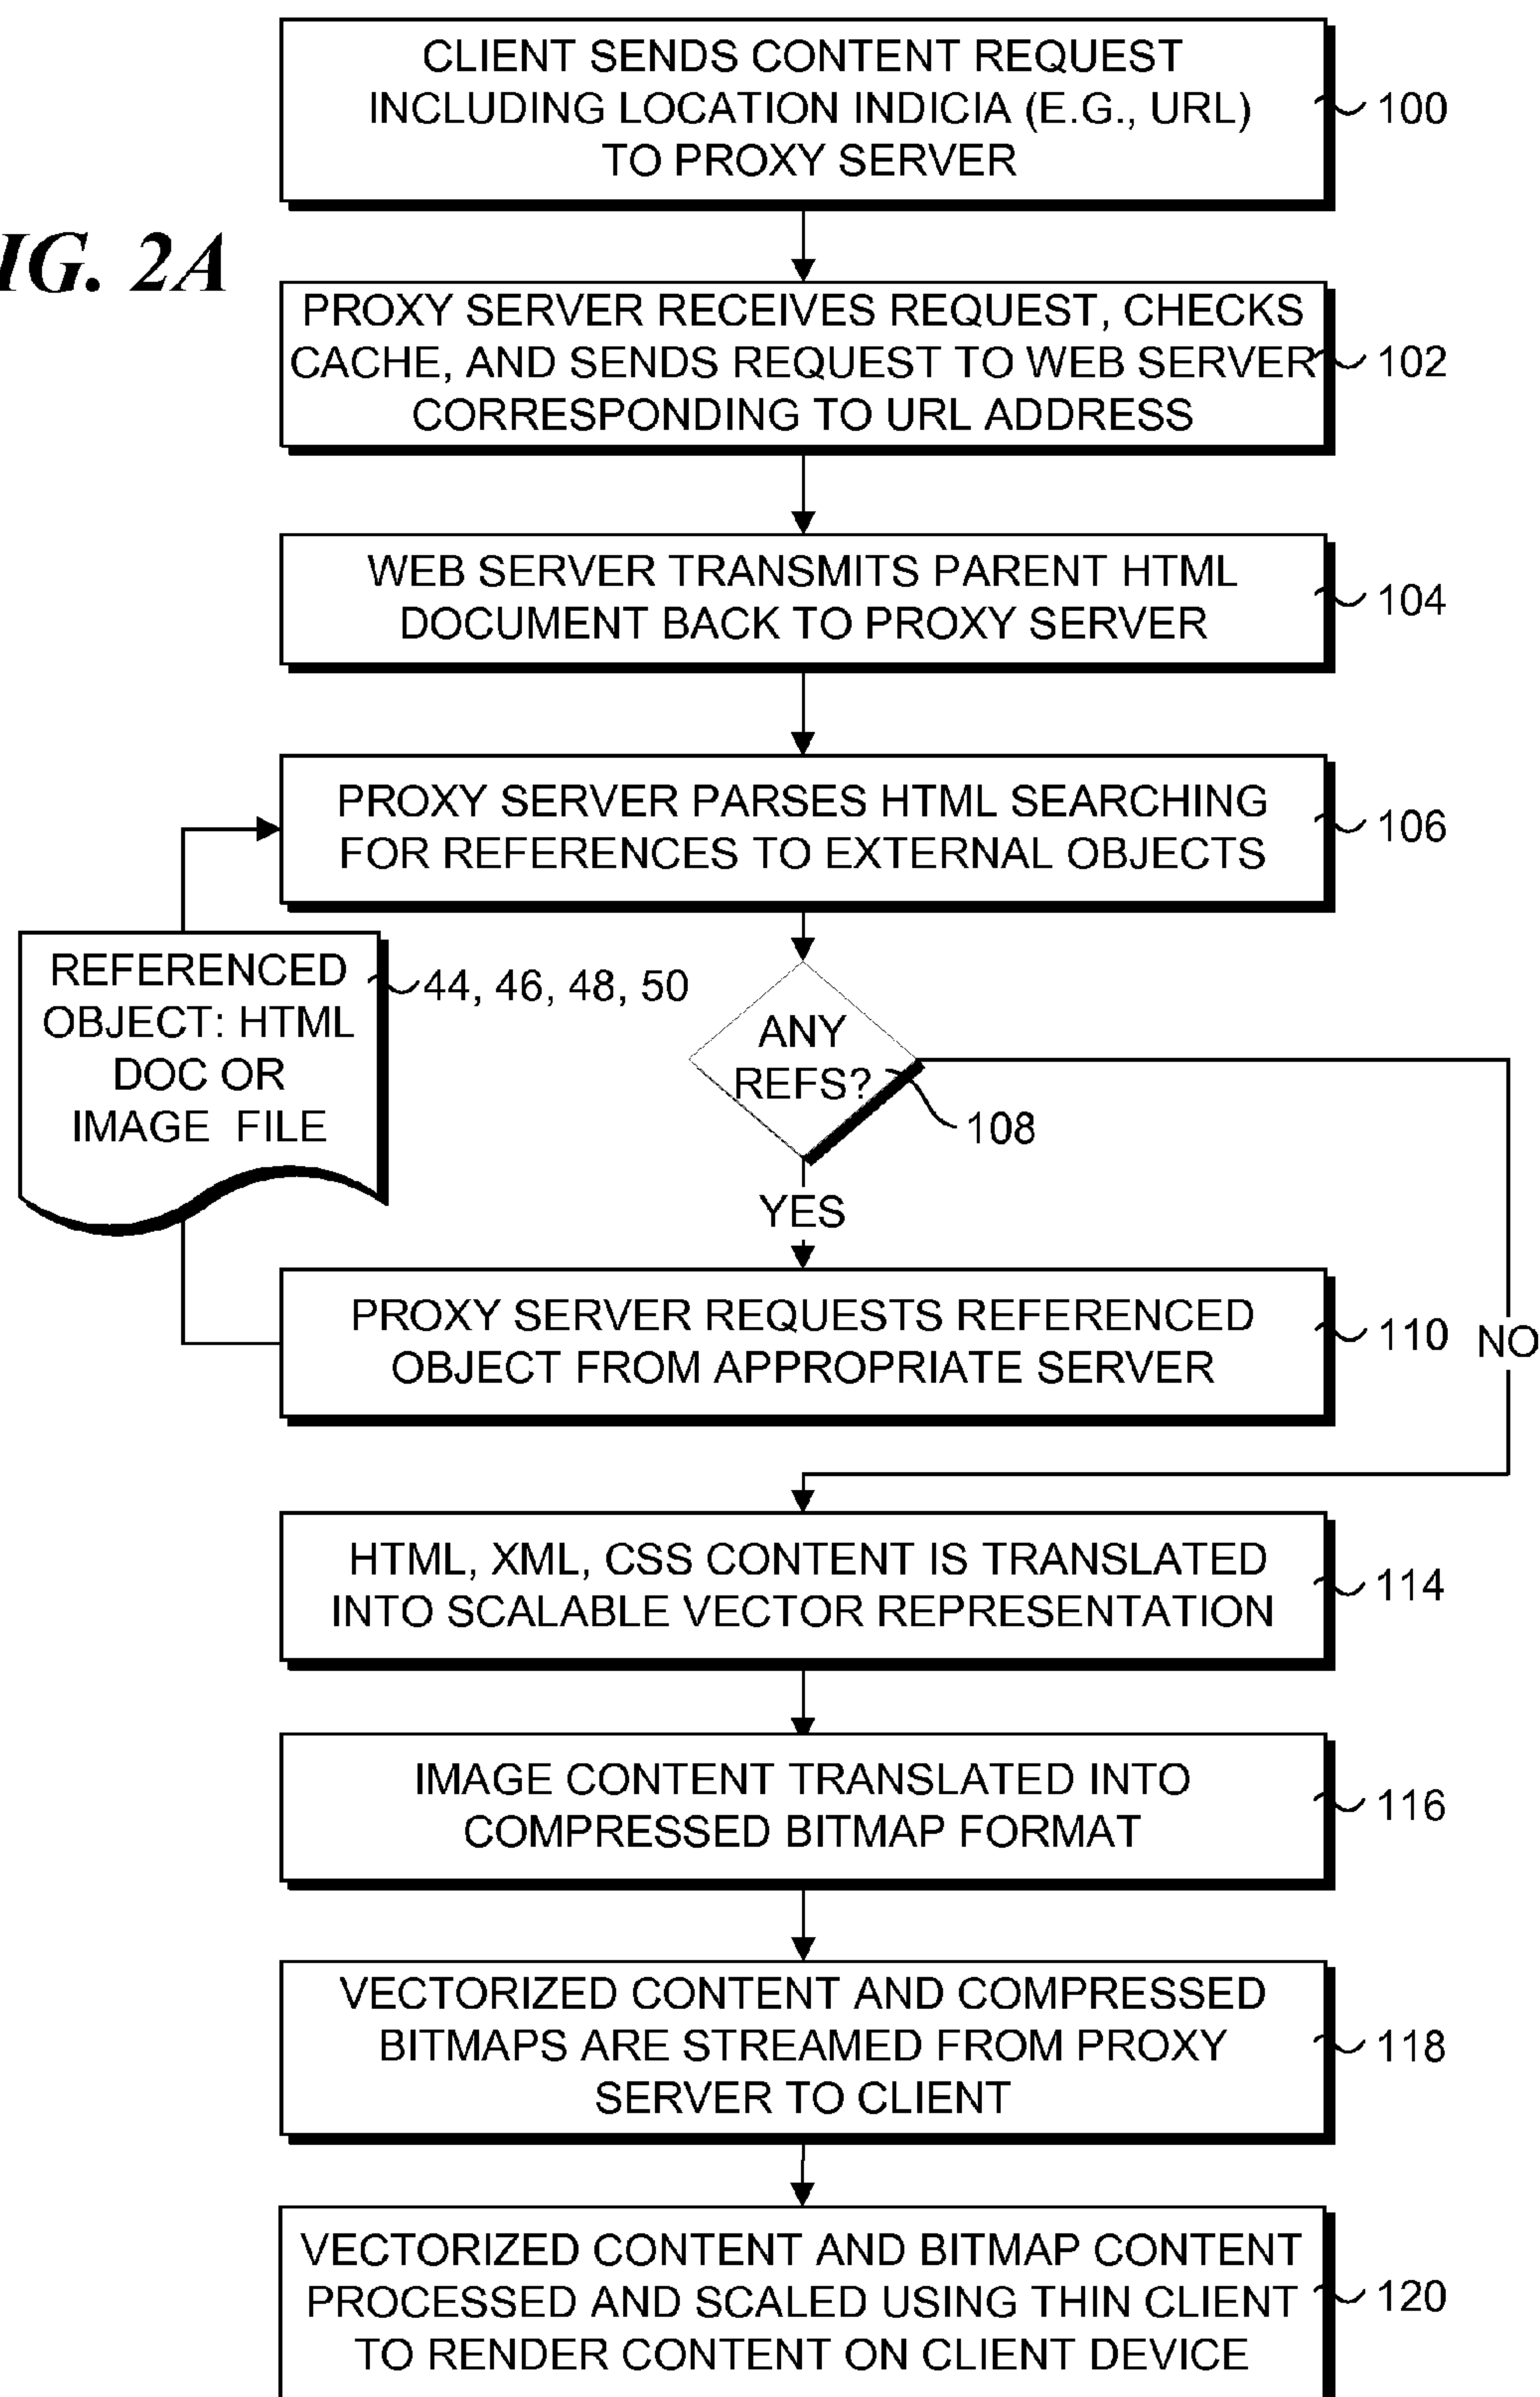 CLIENT SENDS CONTENT REQUEST
INCLUDING LOCATION INDICIA (E.G., URL)
TO PROXY SERVER
100
IG. 2A
PROXY SERVER RECEIVES REQUEST, CHECKS
CACHE, AND SENDS REQUEST TO WEB SERVER
CORRESPONDING TO URL ADDRESS
102
WEB SERVER TRANSMITS PARENT HTML
DOCUMENT BACK TO PROXY SERVER
104
PROXY SERVER PARSES HTML SEARCHING
FOR REFERENCES TO EXTERNAL OBJECTS
106
REFERENCED
OBJECT: HTML
DOC OR
IMAGE FILE
44, 46, 48, 50
ANY
REFS?
108
YES
PROXY SERVER REQUESTS REFERENCED
OBJECT FROM APPROPRIATE SERVER
110
NO
HTML, XML, CSS CONTENT IS TRANSLATED
INTO SCALABLE VECTOR REPRESENTATION
114
IMAGE CONTENT TRANSLATED INTO
COMPRESSED BITMAP FORMAT
116
VECTORIZED CONTENT AND COMPRESSED
BITMAPS ARE STREAMED FROM PROXY
SERVER TO CLIENT
118
VECTORIZED CONTENT AND BITMAP CONTENT
PROCESSED AND SCALED USING THIN CLIENT
TO RENDER CONTENT ON CLIENT DEVICE
120